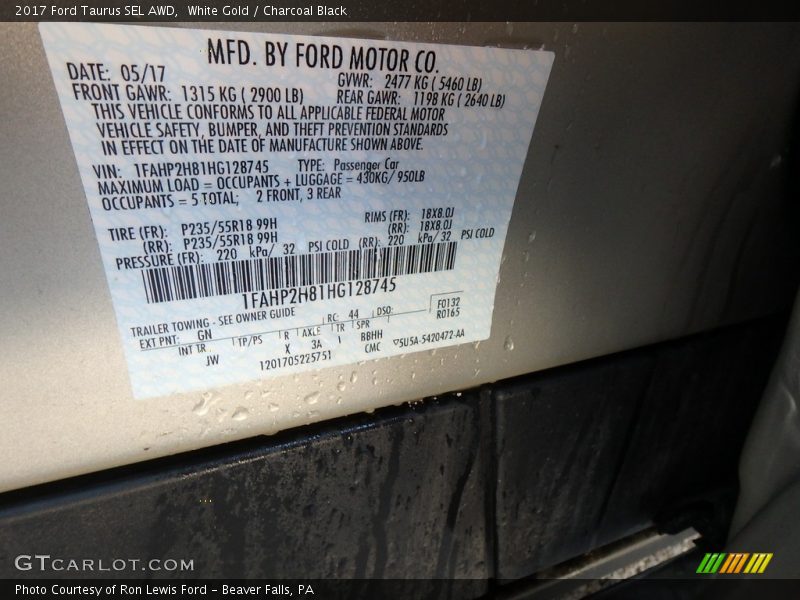 2017 Ford Taurus SEL AWD, White Gold / Charcoal Black
MFD. BY FORD MOTOR CO.
DATE: 05/17 GVWR: 2477 KG ( 5460 LB)
FRONT GAWR: 1315 KG ( 2900 LB) REAR GAWR: 1198 KG ( 2640 LB)
THIS VEHICLE CONFORMS TO ALL APPLICABLE FEDERAL MOTOR
VEHICLE SAFETY, BUMPER, AND THEFT PREVENTION STANDARDS
IN EFFECT ON THE DATE OF MANUFACTURE SHOWN ABOVE.
VIN: 1FAHP2H81HG128745 TYPE: Passenger Car
MAXIMUM LOAD = OCCUPANTS + LUGGAGE = 430KG/ 950LB
OCCUPANTS = 5 TOTAL; 2 FRONT, 3 REAR
TIRE (FR): P235/55R18 99H RIMS (FR): 18X8.0J
(RR): P235/55R18 99H (RR): 18X8.0J
PRESSURE (FR): 220 kPa/ 32 PSI COLD (RR): 220 kPa/ 32 PSI COLD
1FAHP2H81HG128745
TRAILER TOWING - SEE OWNER GUIDE F0132
EXT PNT: GN RC: 44 DSO: R0165
INT TR TP/PS R AXLE TR SPR
JW X 3A I BBHH
1201705225751 CMC 5U5A-5420472-AA
GTCARLOT.COM
Photo Courtesy of Ron Lewis Ford – Beaver Falls, PA